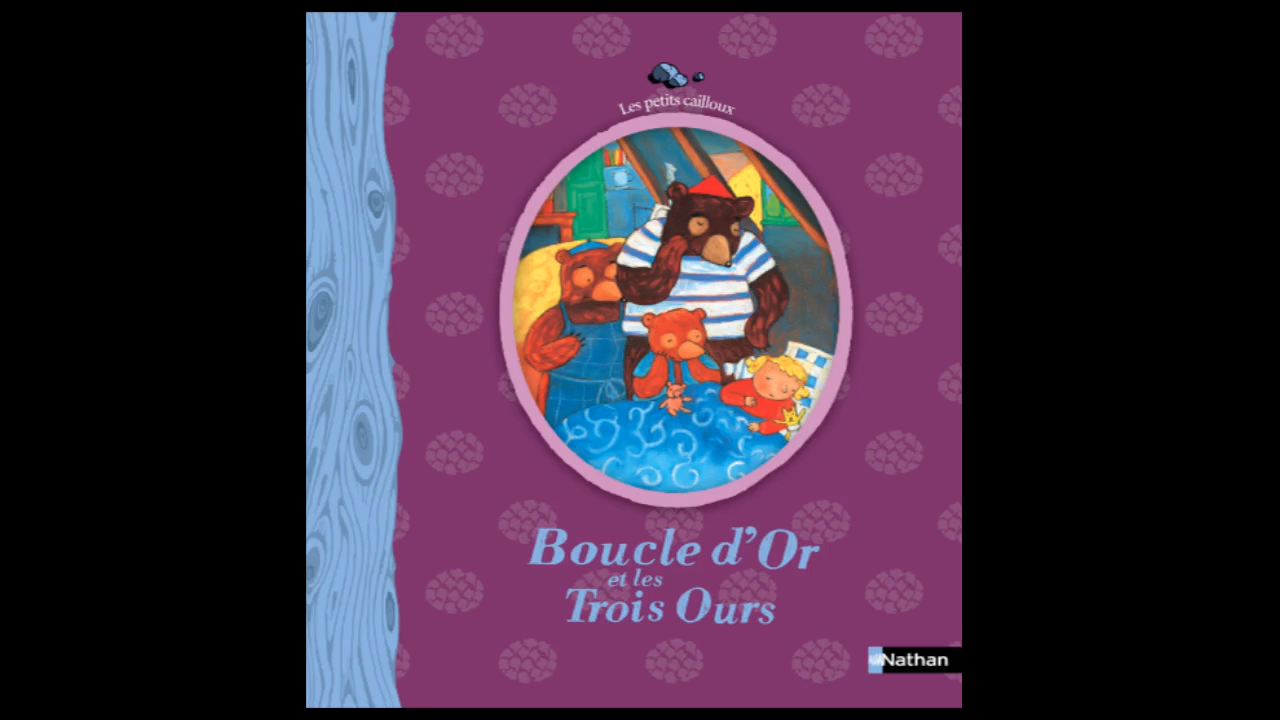 Les petits cailloux
Boucle d'Or
et les
Trois Ours
Nathan